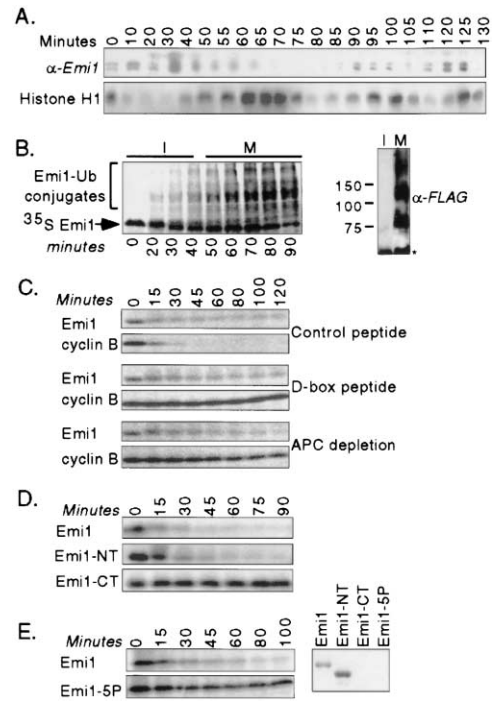 A.
Minutes 0 10 20 30 40 50 55 60 65 70 75 80 85 90 95 100 105 110 120 125 130
α-Emi1
Histone H1
B.
I M
Emi1-Ub
conjugates
35S Emi1
minutes 0 20 30 40 50 60 70 80 90
I M
150
100
75
α-FLAG
*
C.
Minutes 0 15 30 45 60 80 100 120
Emi1
cyclin B
Control peptide
Emi1
cyclin B
D-box peptide
Emi1
cyclin B
APC depletion
D.
Minutes 0 15 30 45 60 75 90
Emi1
Emi1-NT
Emi1-CT
E.
Minutes 0 15 30 45 60 80 100
Emi1
Emi1-5P
Emi1 Emi1-NT Emi1-CT Emi1-5P